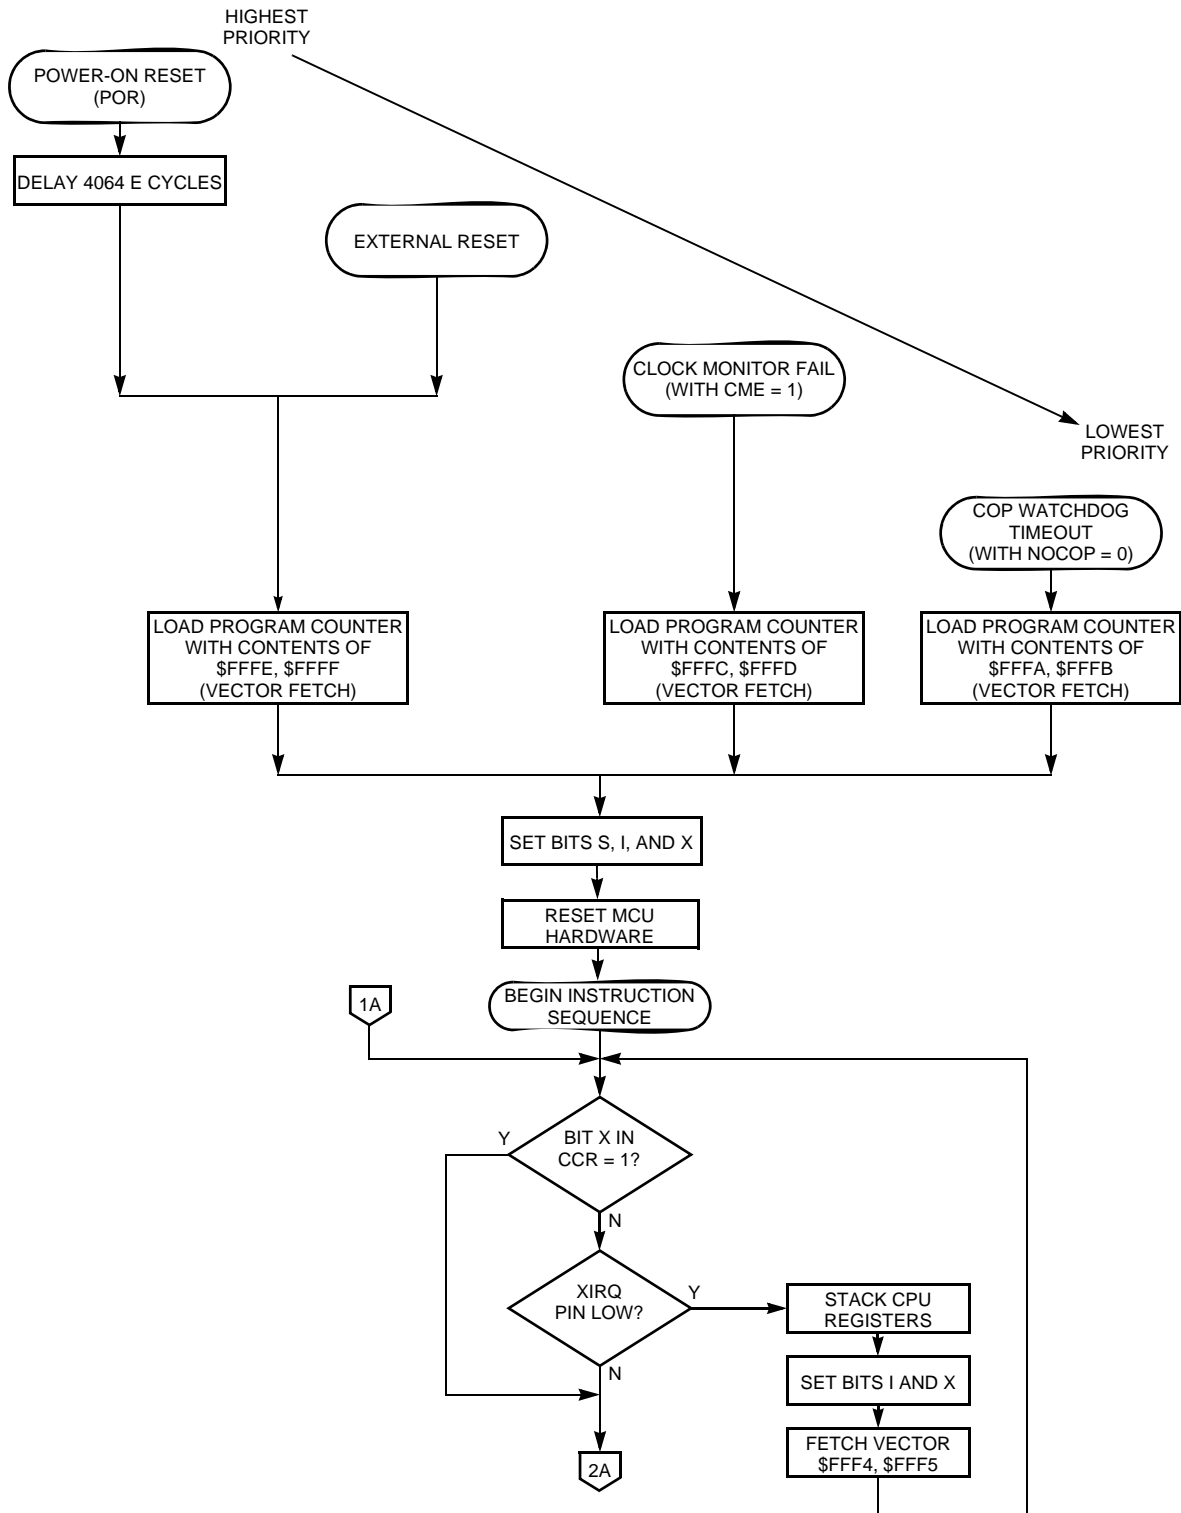 HIGHEST
PRIORITY
POWER-ON RESET
(POR)
DELAY 4064 E CYCLES
EXTERNAL RESET
CLOCK MONITOR FAIL
(WITH CME = 1)
LOWEST
PRIORITY
COP WATCHDOG
TIMEOUT
(WITH NOCOP = 0)
LOAD PROGRAM COUNTER
WITH CONTENTS OF
$FFFE, $FFFF
(VECTOR FETCH)
LOAD PROGRAM COUNTER
WITH CONTENTS OF
$FFFC, $FFFD
(VECTOR FETCH)
LOAD PROGRAM COUNTER
WITH CONTENTS OF
$FFFA, $FFFB
(VECTOR FETCH)
SET BITS S, I, AND X
RESET MCU
HARDWARE
1A
BEGIN INSTRUCTION
SEQUENCE
Y
BIT X IN
CCR = 1?
N
XIRQ
PIN LOW?
Y
STACK CPU
REGISTERS
N
SET BITS I AND X
FETCH VECTOR
$FFF4, $FFF5
2A